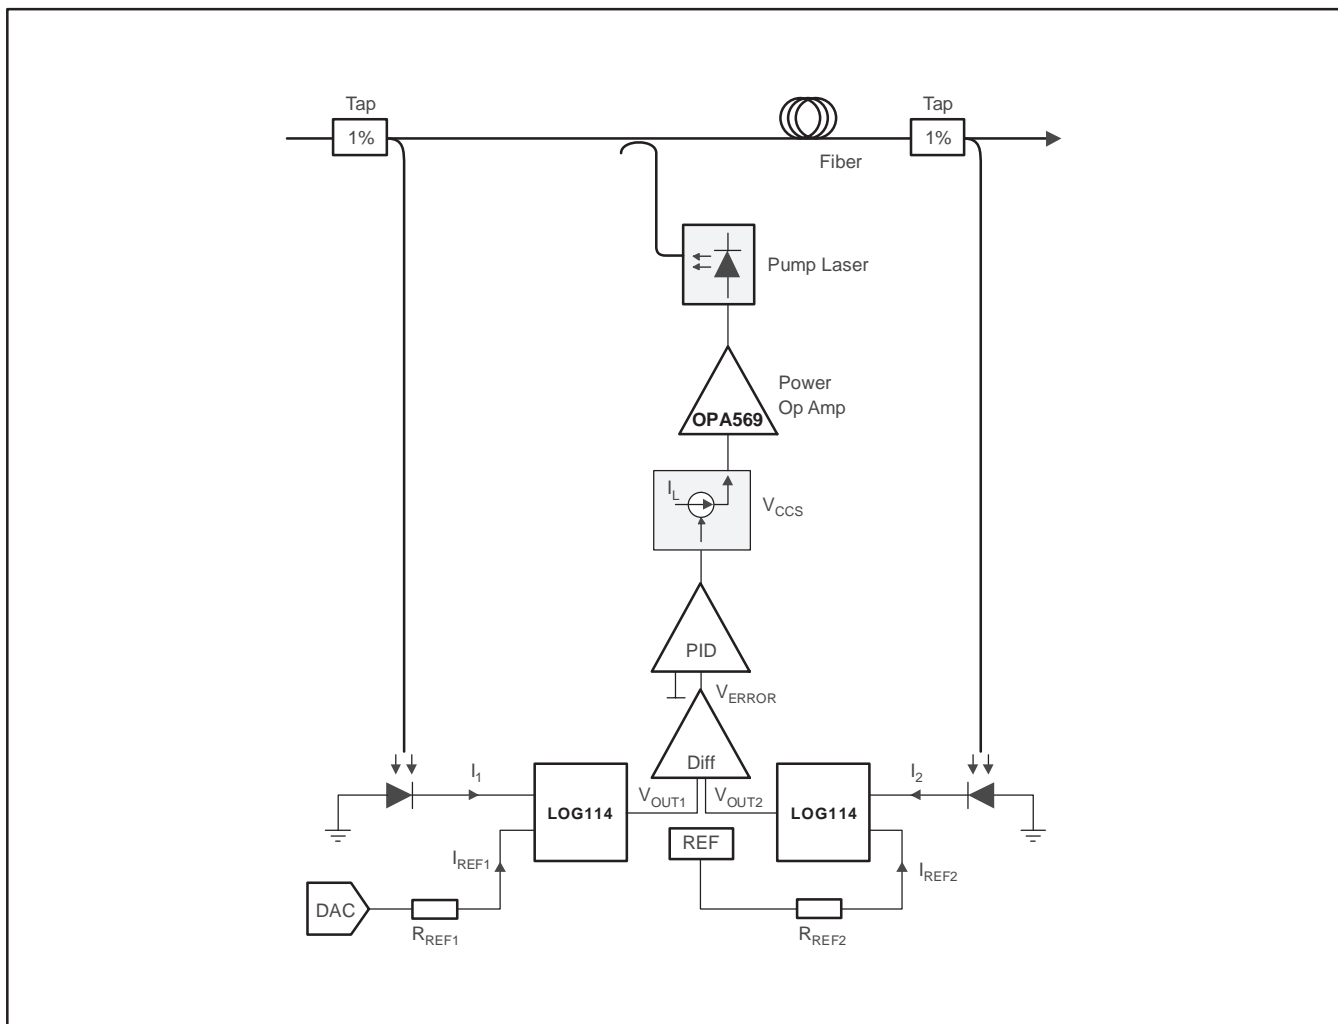 Tap
Tap
1%
1%
Fiber
Pump Laser
Power
Op Amp
OPA569
I_L
V_CCS
PID
V_ERROR
Diff
I_1
I_2
V_OUT1
V_OUT2
LOG114
LOG114
REF
I_REF1
I_REF2
DAC
R_REF1
R_REF2